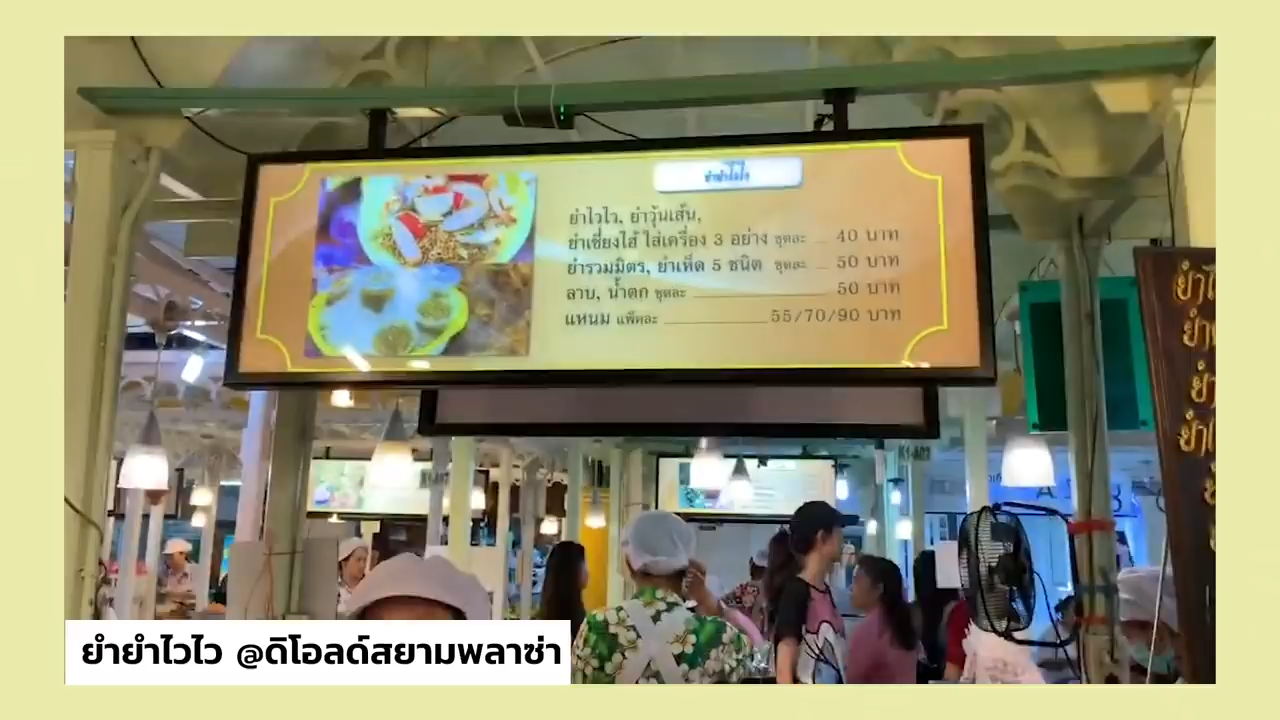 ยำยำไวไว
ยำไวไว, ยำวุ้นเส้น,
ยำเซี่ยงไฮ้ ใส่เครื่อง 3 อย่าง ชุดละ 40 บาท
ยำรวมมิตร, ยำเห็ด 5 ชนิด ชุดละ 50 บาท
ลาบ, น้ำตก ชุดละ 50 บาท
แหนม แพ็คละ 55/70/90 บาท
K1-A02
ยำยำไวไว @ดิโอลด์สยามพลาซ่า